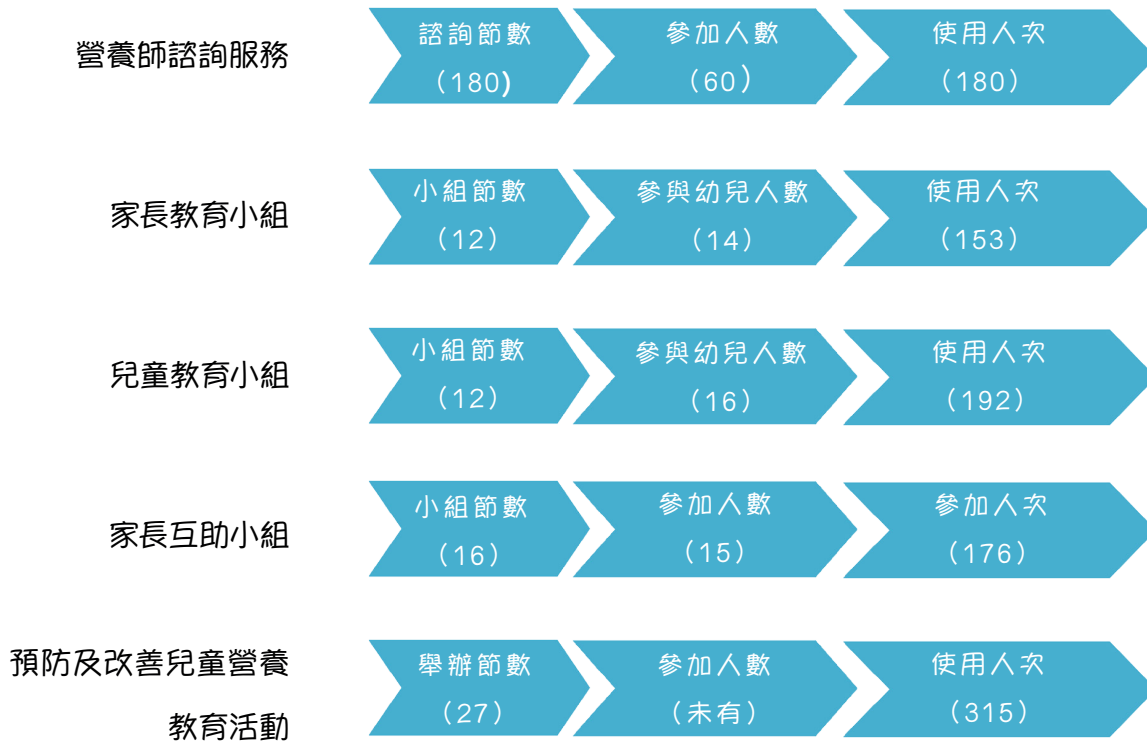 營養師諮詢服務
諮詢節數
(180)
參加人數
(60)
使用人次
(180)
家長教育小組
小組節數
(12)
參與幼兒人數
(14)
使用人次
(153)
兒童教育小組
小組節數
(12)
參與幼兒人數
(16)
使用人次
(192)
家長互助小組
小組節數
(16)
參加人數
(15)
參加人次
(176)
預防及改善兒童營養
教育活動
舉辦節數
(27)
參加人數
(未有)
使用人次
(315)